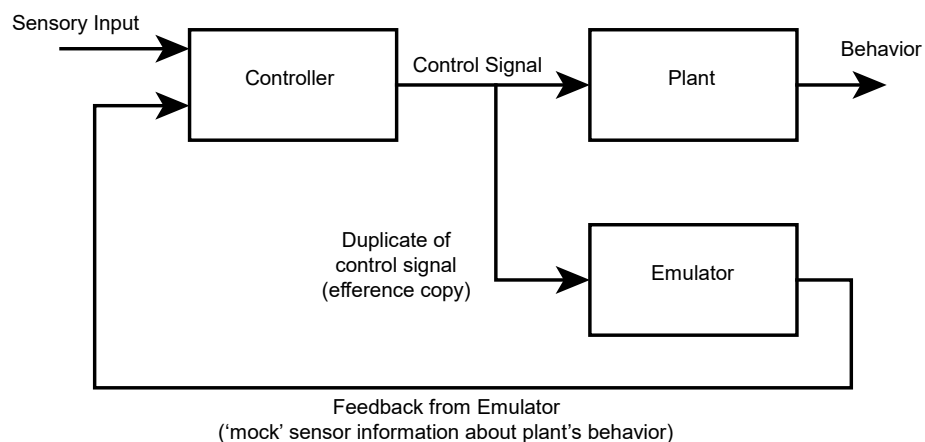 Sensory Input
Controller
Control Signal
Plant
Behavior
Duplicate of
control signal
(efference copy)
Emulator
Feedback from Emulator
(‘mock’ sensor information about plant’s behavior)